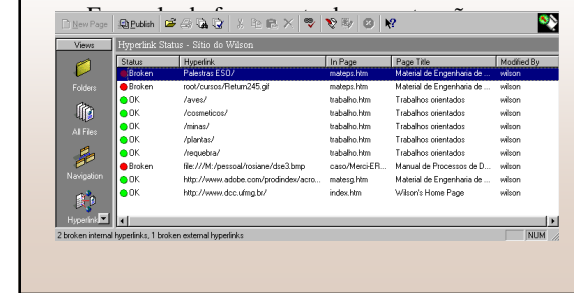 New Page Publish
Views Hyperlink Status - Sitio do Wilson
Status Hyperlink In Page Page Title Modified By
Broken Palestras ESO/ mateps.htm Material de Engenharia de ... wilson
Broken root/cursos/Return245.gif mateps.htm Material de Engenharia de ... wilson
OK /aves/ trabalho.htm Trabalhos orientados wilson
OK /cosmeticos/ trabalho.htm Trabalhos orientados wilson
OK /minas/ trabalho.htm Trabalhos orientados wilson
OK /plantas/ trabalho.htm Trabalhos orientados wilson
OK /requebra/ trabalho.htm Trabalhos orientados wilson
Broken file:///M:/pessoal/rosiane/dse3.bmp caso/Merci-ER... Manual de Processos de D... wilson
OK http://www.adobe.com/prodindex/acro... matesg.htm Material de Engenharia de ... wilson
OK http://www.dcc.ufmg.br/ index.htm Wilson's Home Page wilson
Folders
All Files
Navigation
Hyperlink
2 broken internal hyperlinks, 1 broken external hyperlinks NUM